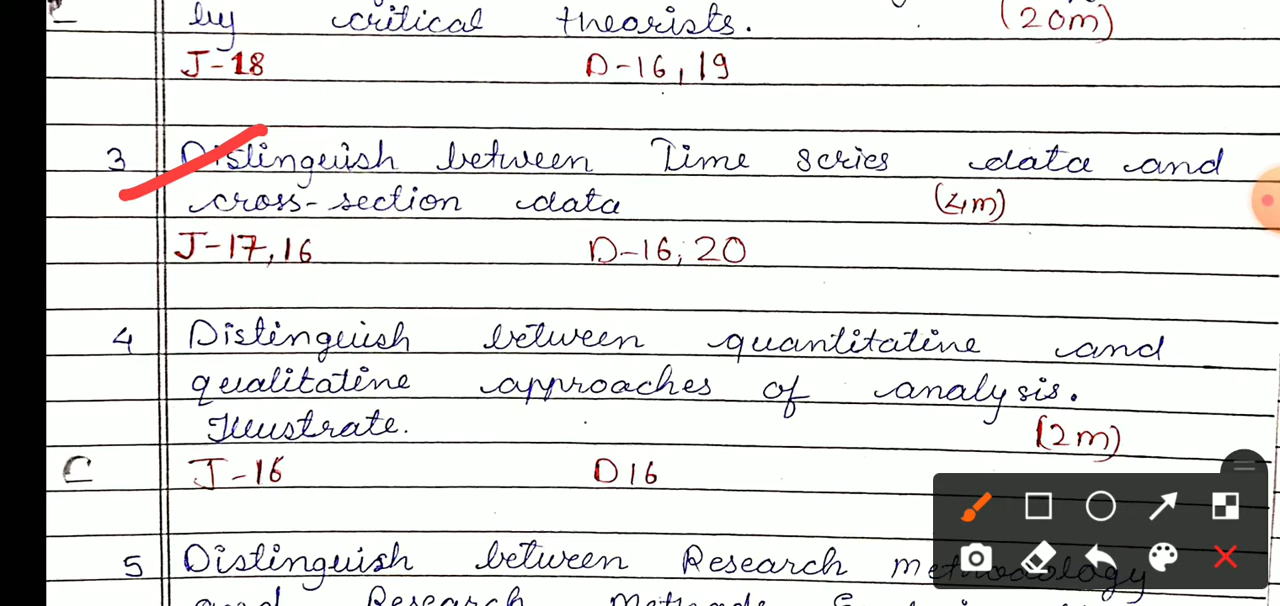 by critical theorists. (20m)
J-18 D-16, 19
3 Distinguish between Time series data and
cross-section data (4m)
J-17, 16 D-16, 20
4 Distinguish between quantitative and
qualitative approaches of analysis.
Illustrate. (2m)
C J-16 D16
5 Distinguish between Research methodology
and Research